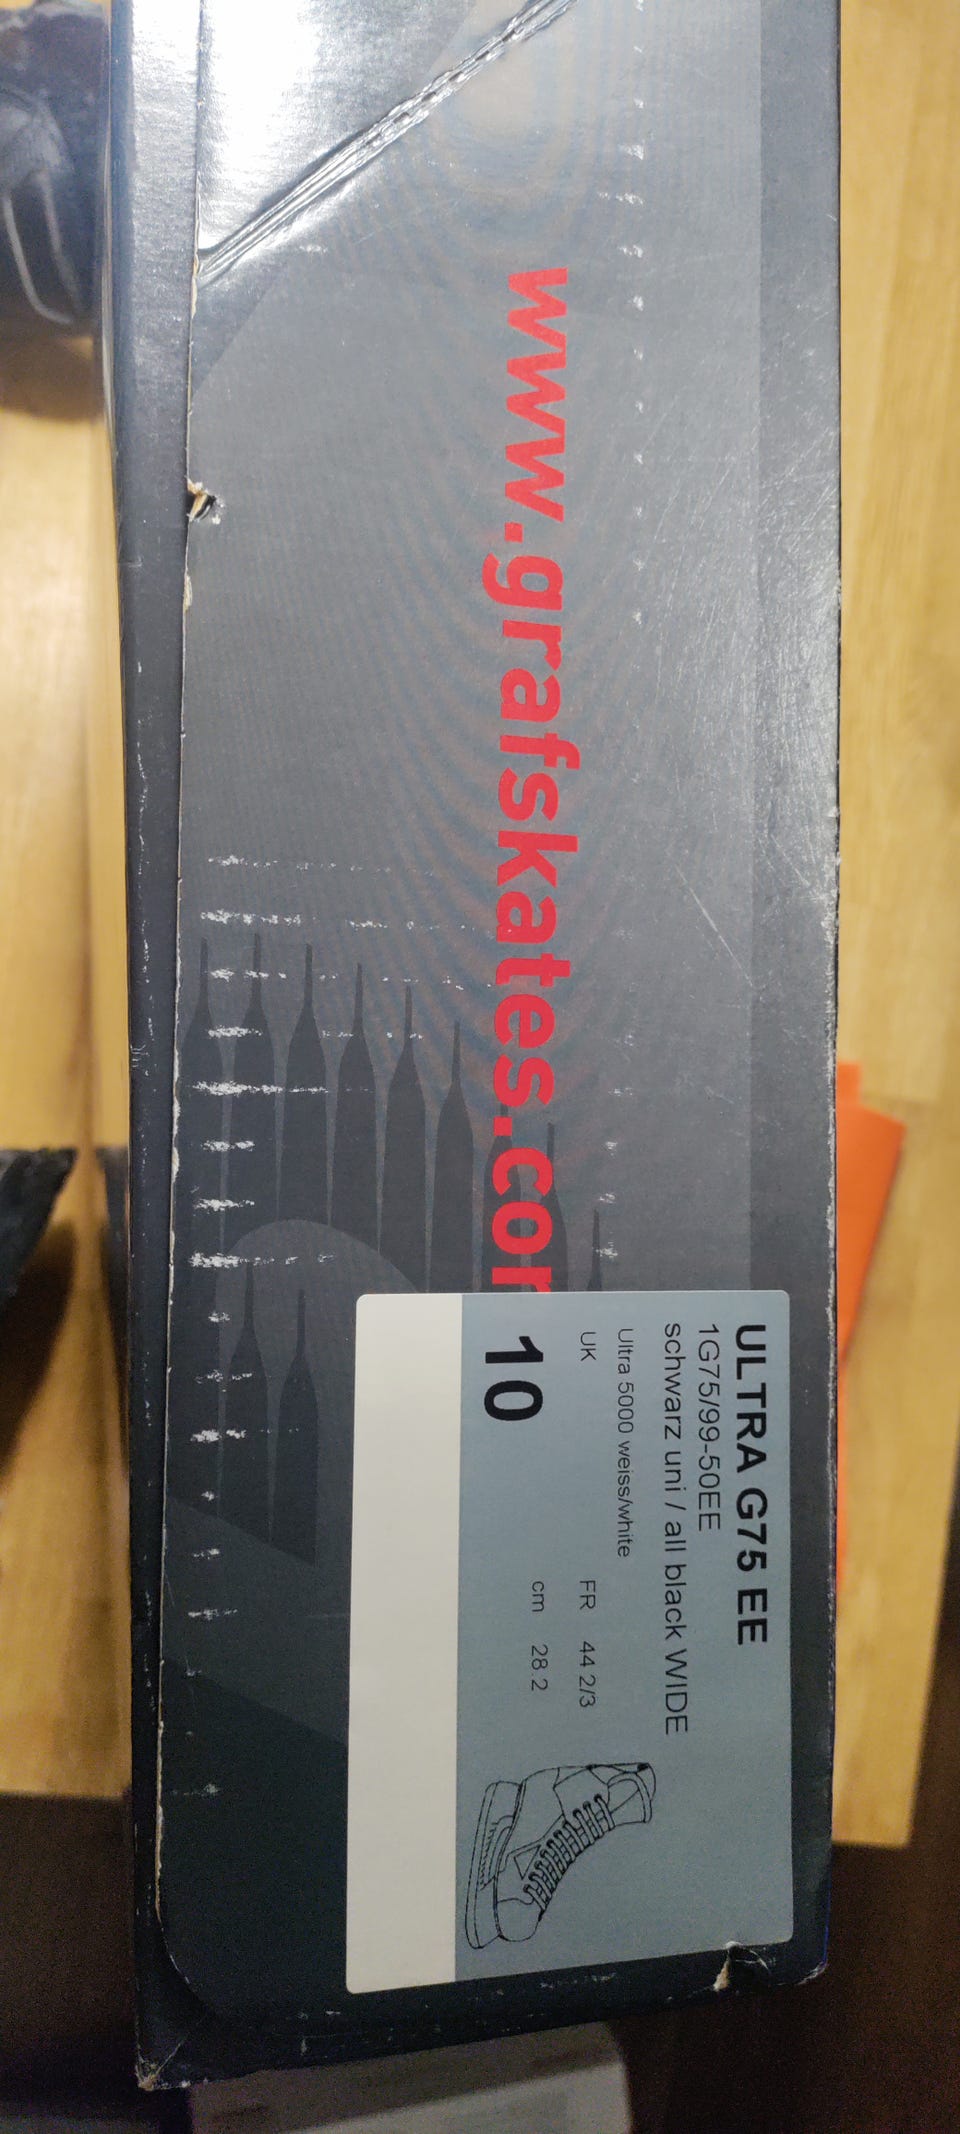 www.grafskates.com
ULTRA G75 EE
1G75/99-50EE
schwarz uni / all black WIDE
Ultra 5000 weiss/white
UK FR 44 2/3
10 cm 28.2